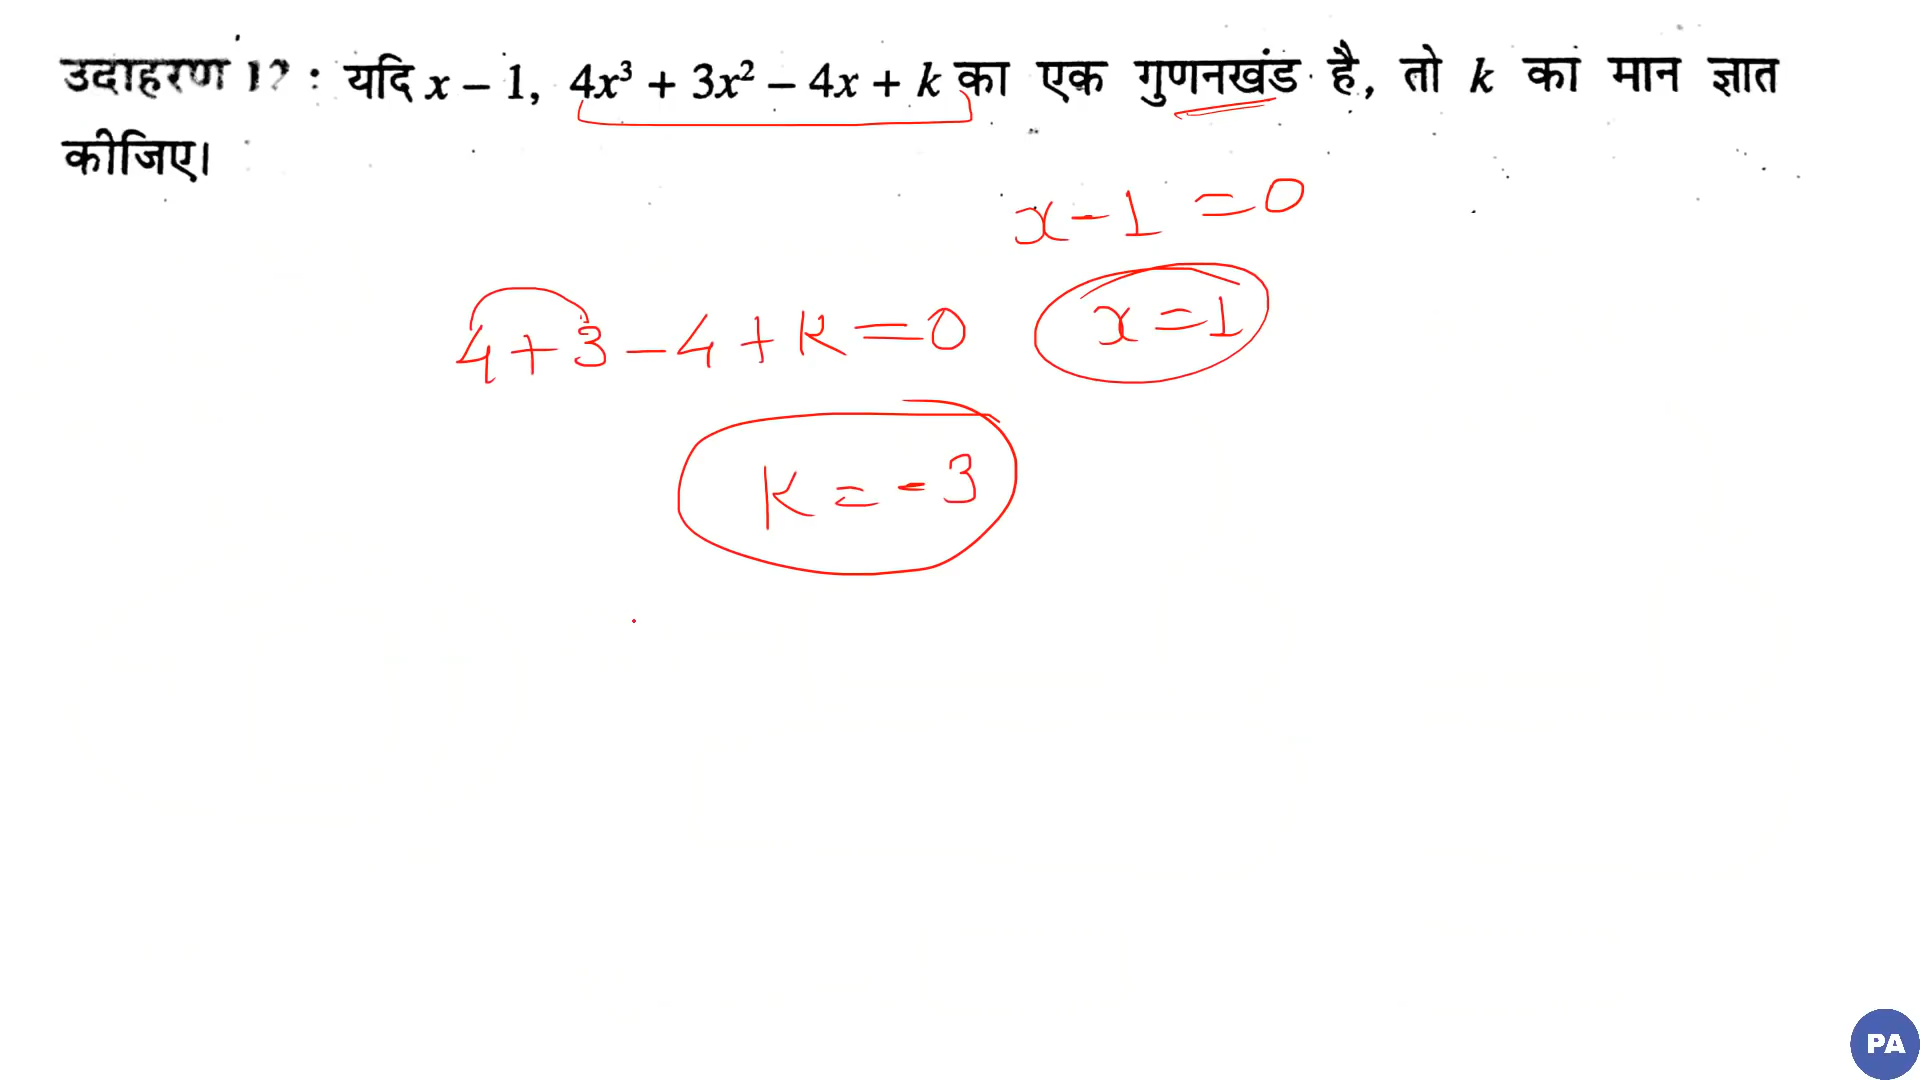 उदाहरण 12 : यदि x – 1, 4x³ + 3x² – 4x + k का एक गुणनखंड है, तो k का मान ज्ञात
कीजिए।
x – 1 = 0
4 + 3 – 4 + K = 0
x = 1
K = – 3
PA